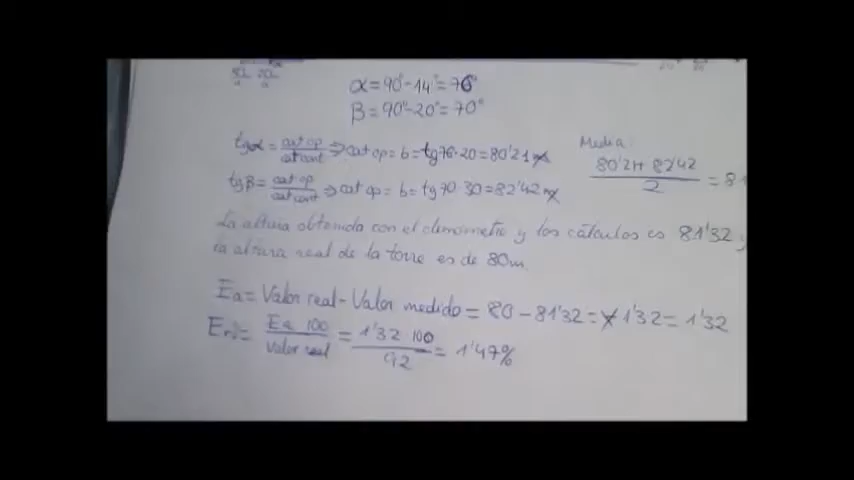 α = 90° - 14° = 76°
β = 90° - 20° = 70°
tgα = cat op / cat cont ⇒ cat op = b = tg 76 · 20 = 80'21 m
tgβ = cat op / cat cont ⇒ cat op = b = tg 70 · 30 = 82'42 m
Media:
80'21 + 82'42 / 2 = 81
La altura obtenida con el clinometro y los cálculos es 81'32 y
la altura real de la torre es de 80m.
Ea = Valor real - Valor medido = 80 - 81'32 = 1'32 = 1'32
Er = Ea · 100 / Valor real = 1'32 · 100 / 92 = 1'47%